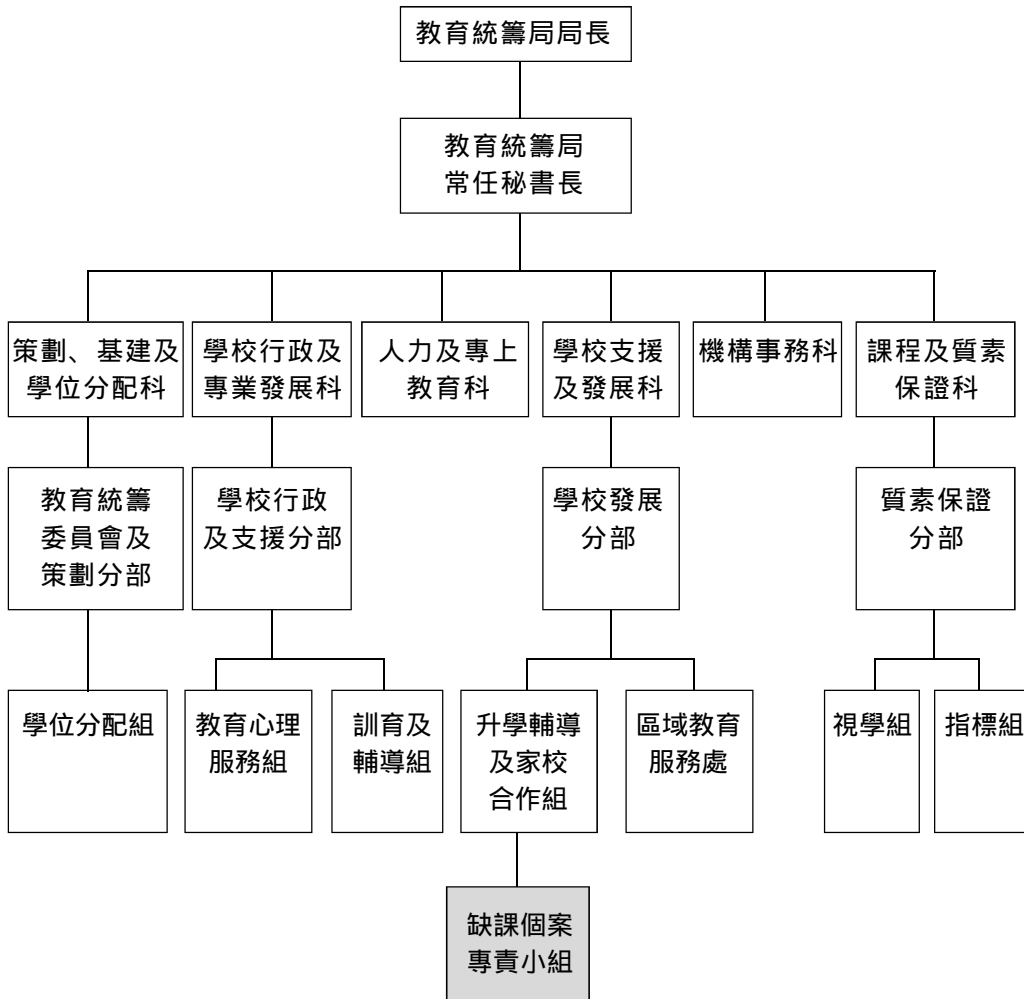 教育統籌局局長
教育統籌局
常任秘書長
策劃、基建及
學位分配科
學校行政及
專業發展科
人力及專上
教育科
學校支援
及發展科
機構事務科
課程及質素
保證科
教育統籌
委員會及
策劃分部
學校行政
及支援分部
學校發展
分部
質素保證
分部
學位分配組
教育心理
服務組
訓育及
輔導組
升學輔導
及家校
合作組
區域教育
服務處
視學組
指標組
缺課個案
專責小組